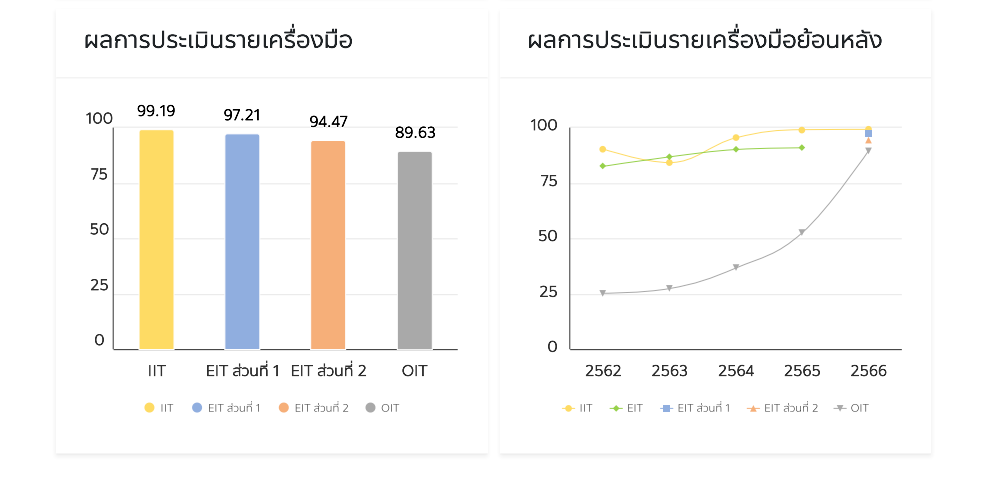 ผลการประเมินรายเครื่องมือ
99.19
97.21
94.47
89.63
100
75
50
25
0
IIT EIT ส่วนที่ 1 EIT ส่วนที่ 2 OIT
IIT EIT ส่วนที่ 1 EIT ส่วนที่ 2 OIT
ผลการประเมินรายเครื่องมือย้อนหลัง
100
75
50
25
0
2562 2563 2564 2565 2566
IIT EIT EIT ส่วนที่ 1 EIT ส่วนที่ 2 OIT